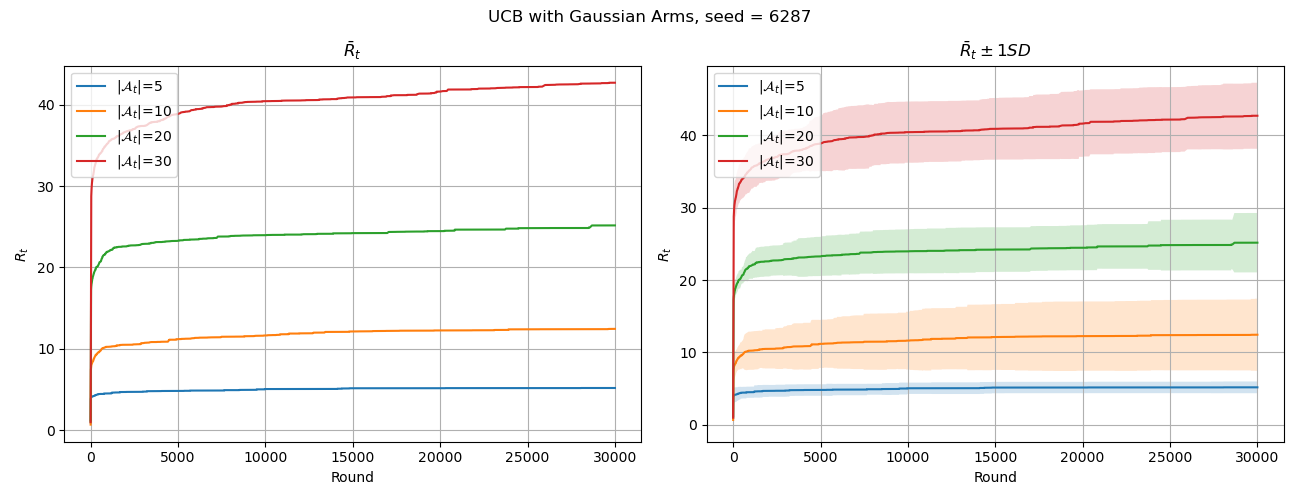 UCB with Gaussian Arms, seed = 6287
R̄ₜ
|𝒜ₜ|=5
|𝒜ₜ|=10
|𝒜ₜ|=20
|𝒜ₜ|=30
40
30
20
10
0
Rₜ
0 5000 10000 15000 20000 25000 30000
Round
R̄ₜ ± 1SD
|𝒜ₜ|=5
|𝒜ₜ|=10
|𝒜ₜ|=20
|𝒜ₜ|=30
40
30
20
10
0
Rₜ
0 5000 10000 15000 20000 25000 30000
Round